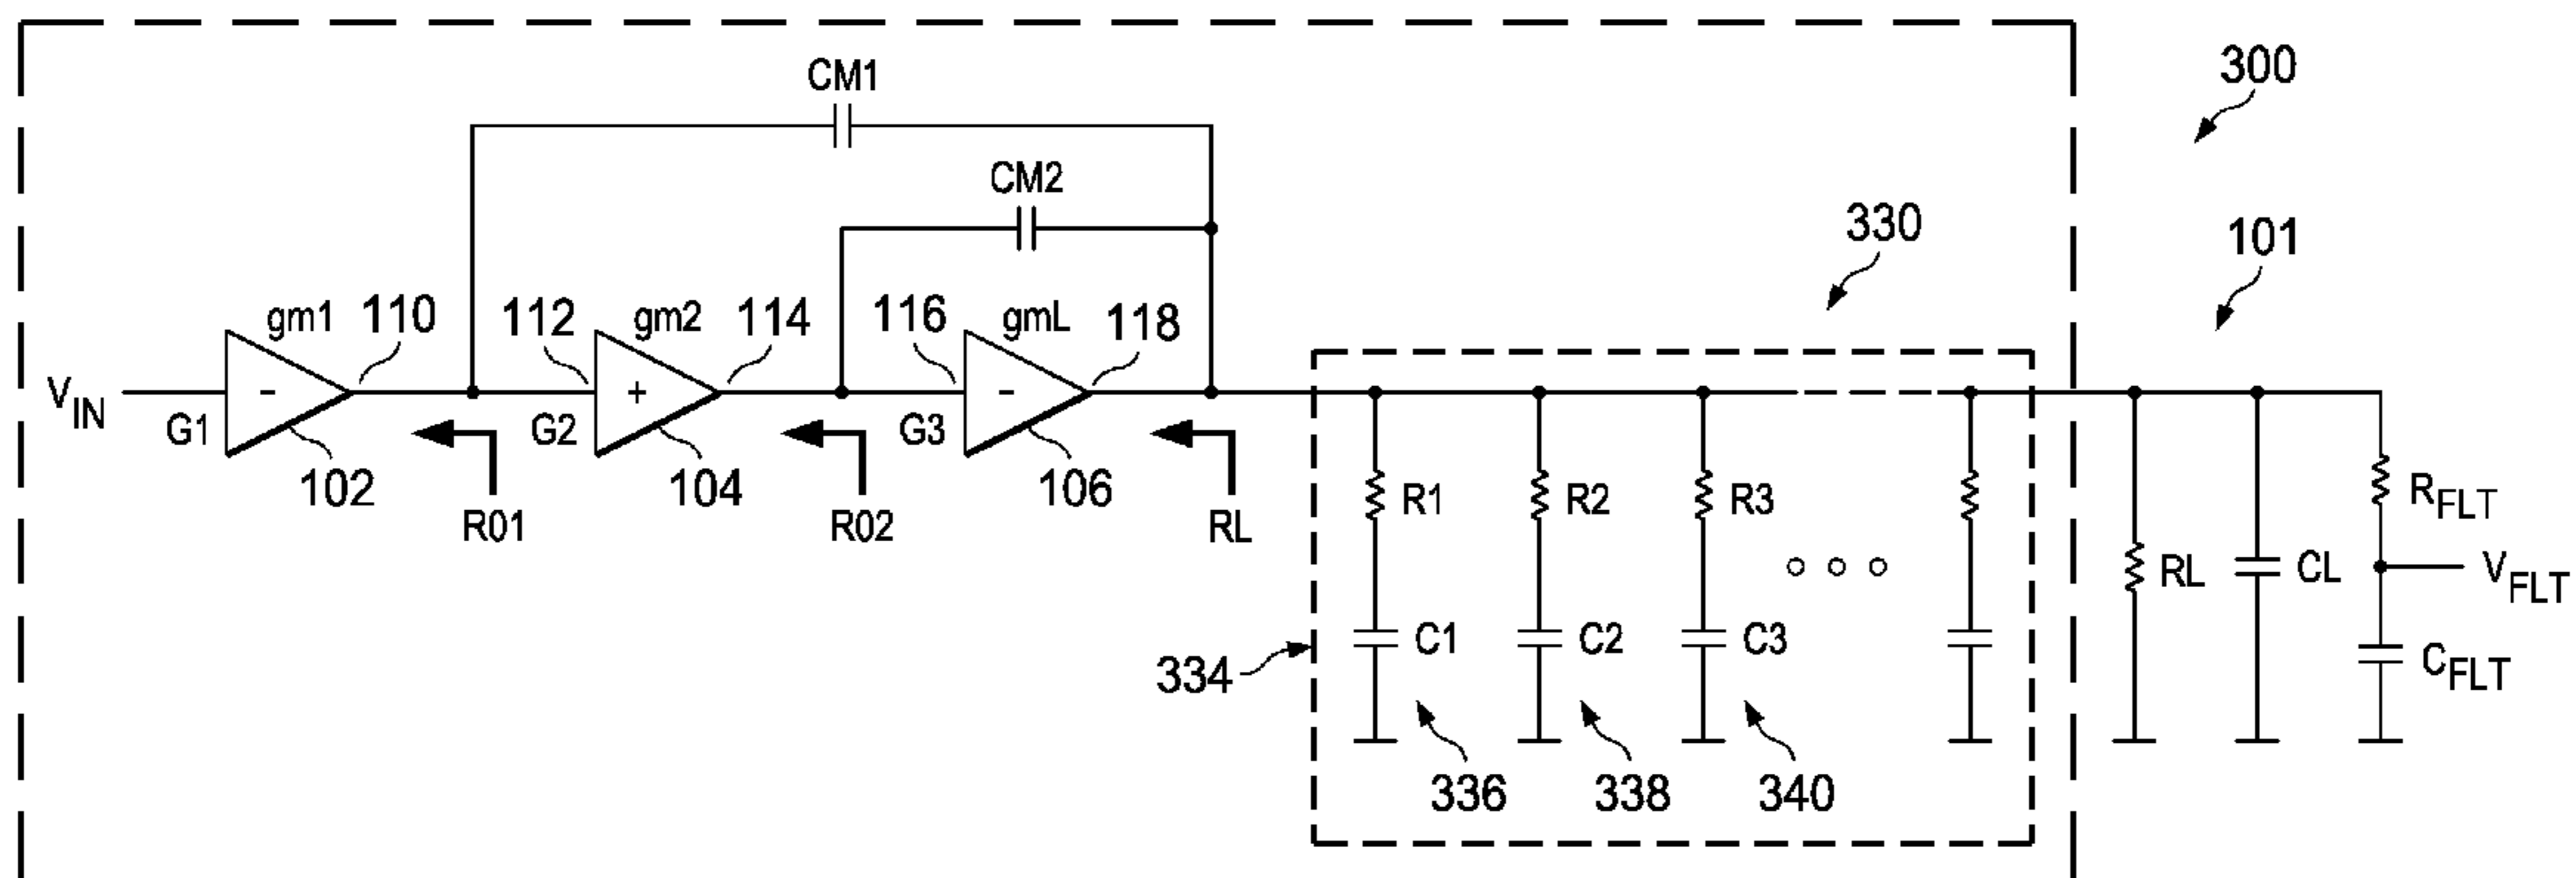 300
CM1
CM2
330
101
gm1
110
112
gm2
114
116
gmL
118
VIN
G1
G2
G3
102
104
106
R01
R02
RL
R1
R2
R3
RFLT
RL
CL
VFLT
C1
C2
C3
CFLT
334
336
338
340